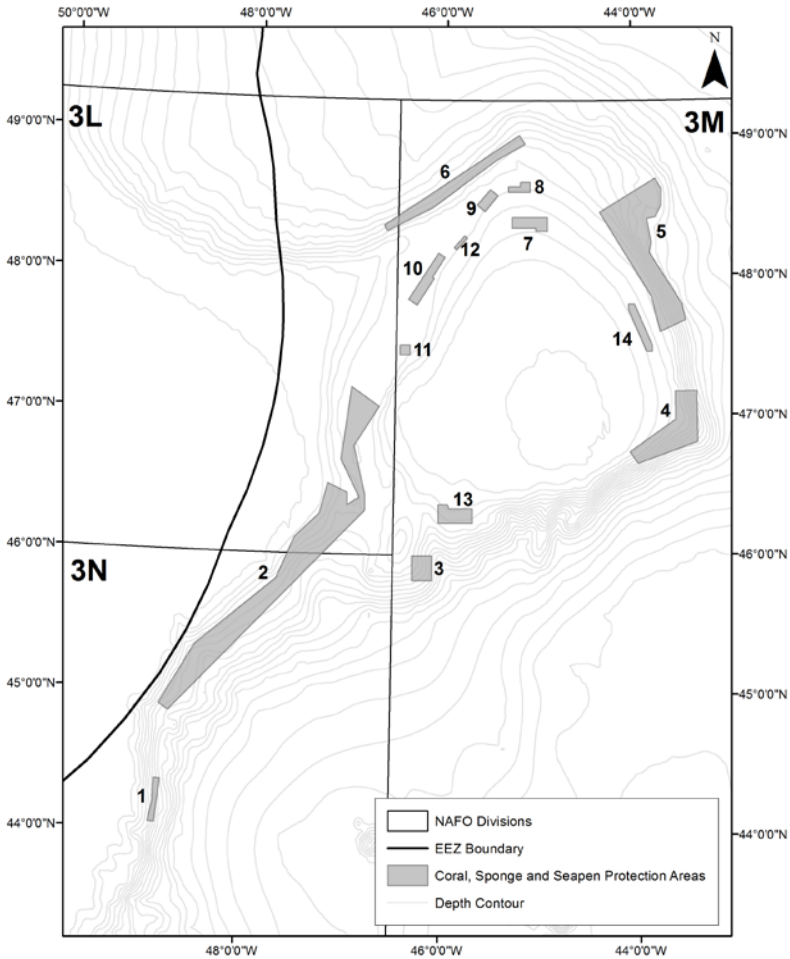 50°0'0"W 48°0'0"W 46°0'0"W 44°0'0"W
N
3L 3M
49°0'0"N 49°0'0"N
6
8
9
5
7
12
48°0'0"N 48°0'0"N
10
14
11
47°0'0"N 47°0'0"N
4
13
46°0'0"N 46°0'0"N
3N 2 3
45°0'0"N 45°0'0"N
1
44°0'0"N 44°0'0"N
NAFO Divisions
EEZ Boundary
Coral, Sponge and Seapen Protection Areas
Depth Contour
48°0'0"W 46°0'0"W 44°0'0"W